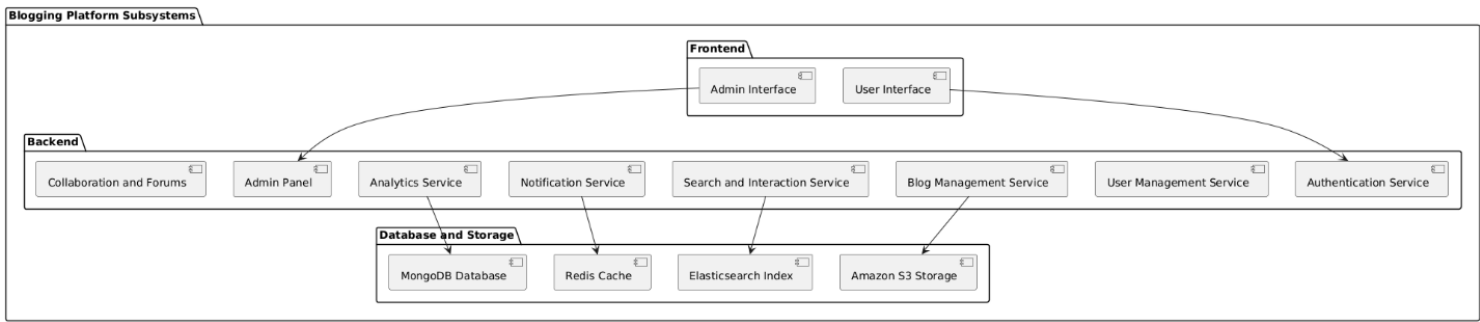 Blogging Platform Subsystems
Frontend
Admin Interface
User Interface
Backend
Collaboration and Forums
Admin Panel
Analytics Service
Notification Service
Search and Interaction Service
Blog Management Service
User Management Service
Authentication Service
Database and Storage
MongoDB Database
Redis Cache
Elasticsearch Index
Amazon S3 Storage